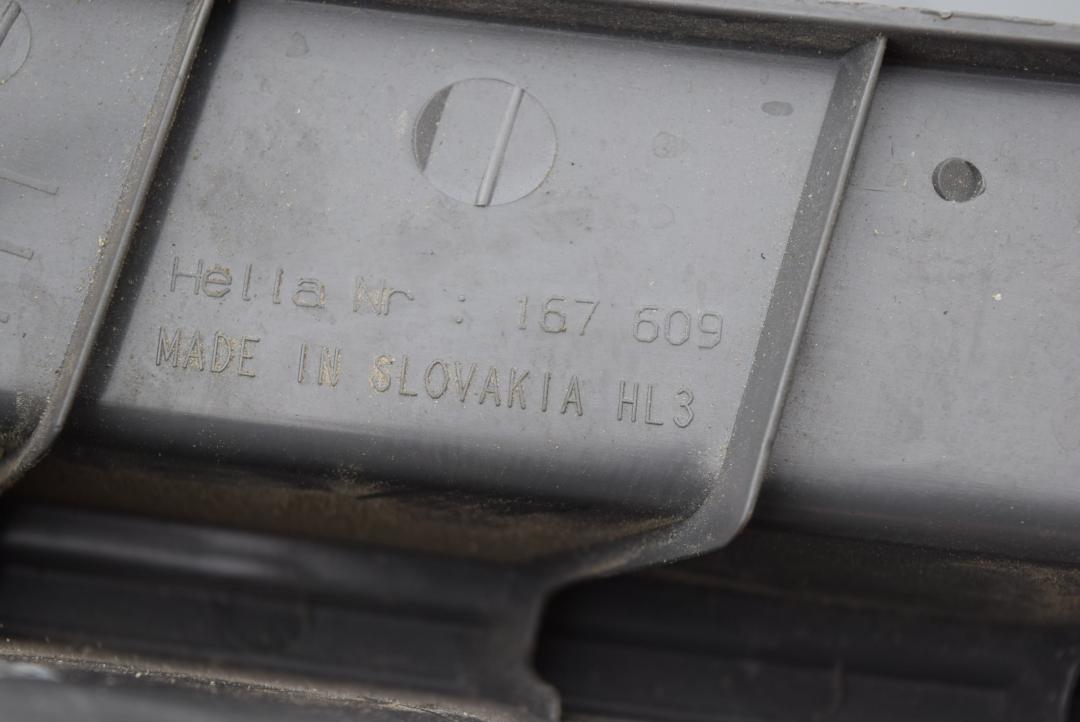 Hella Nr : 167 609
MADE IN SLOVAKIA HL3